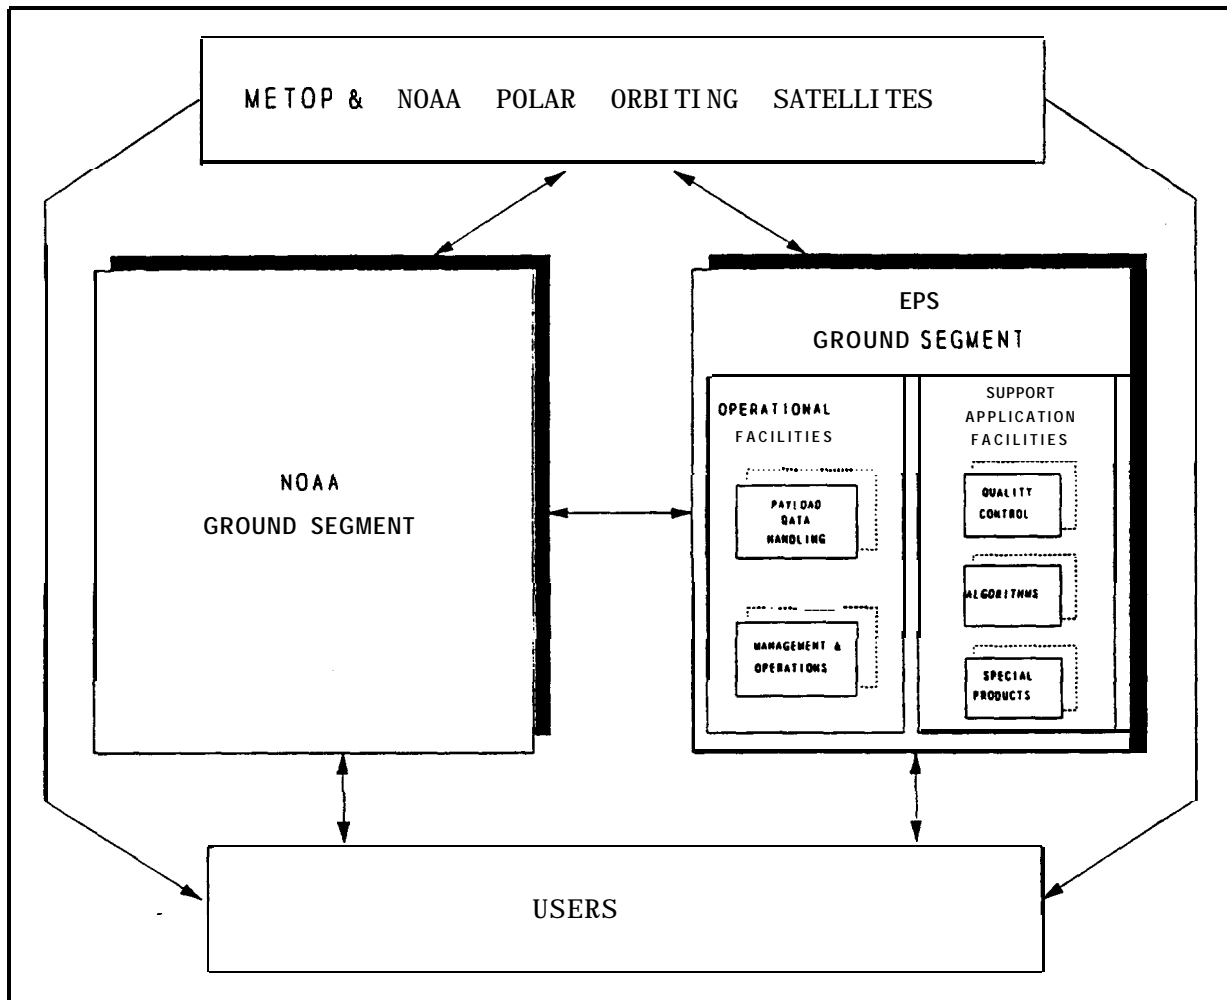 METOP & NOAA POLAR ORBITING SATELLITES
EPS
GROUND SEGMENT
NOAA
GROUND SEGMENT
OPERATIONAL
FACILITIES
PAYLOAD
DATA
HANDLING
MANAGEMENT &
OPERATIONS
SUPPORT
APPLICATION
FACILITIES
QUALITY
CONTROL
ALGORITHMS
SPECIAL
PRODUCTS
USERS